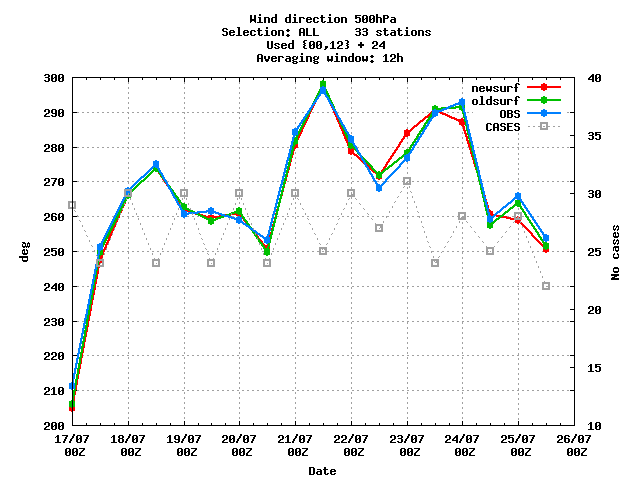 Wind direction 500hPa
Selection: ALL 33 stations
Used {00,12} + 24
Averaging window: 12h
newsurf
oldsurf
OBS
CASES
300
290
280
270
260
250
240
230
220
210
200
deg
40
35
30
25
20
15
10
No cases
17/07 18/07 19/07 20/07 21/07 22/07 23/07 24/07 25/07 26/07
00Z 00Z 00Z 00Z 00Z 00Z 00Z 00Z 00Z 00Z
Date